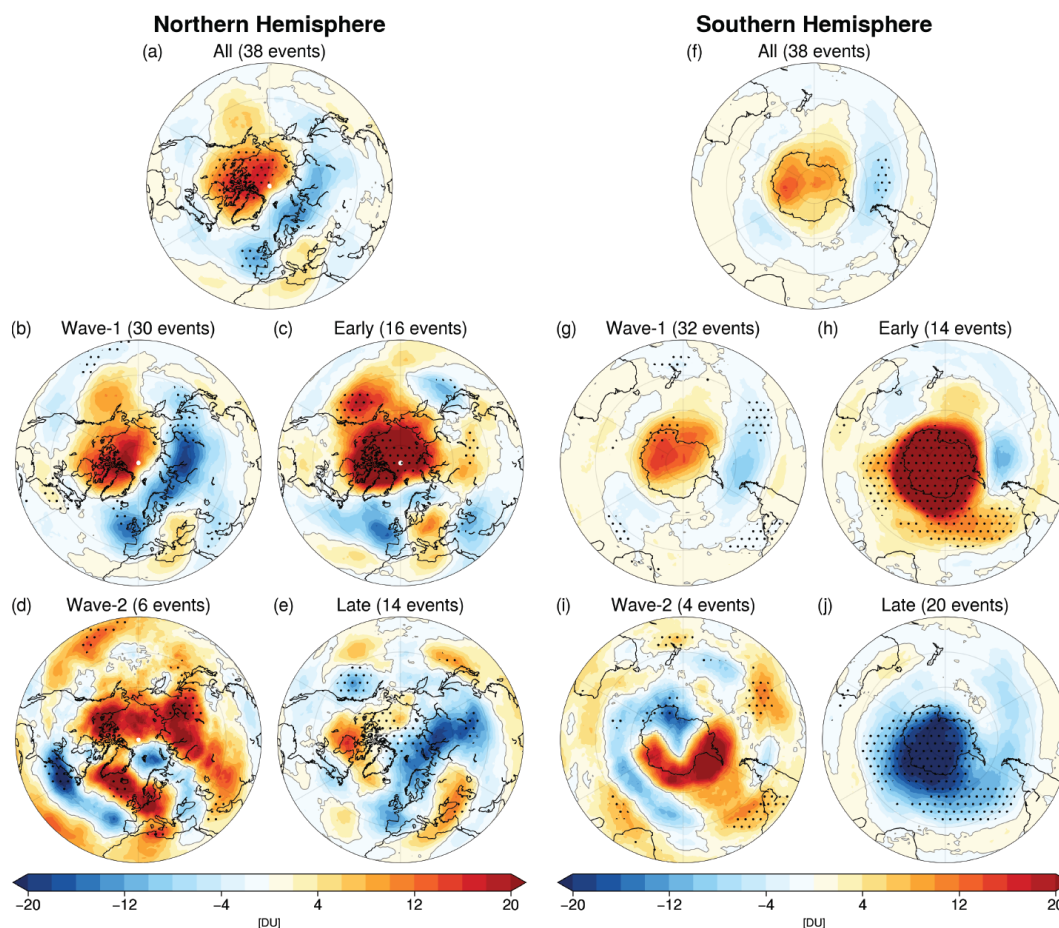 Northern Hemisphere
Southern Hemisphere
(a) All (38 events)
(f) All (38 events)
(b) Wave-1 (30 events)
(c) Early (16 events)
(g) Wave-1 (32 events)
(h) Early (14 events)
(d) Wave-2 (6 events)
(e) Late (14 events)
(i) Wave-2 (4 events)
(j) Late (20 events)
−20 −12 −4 4 12 20
[DU]
−20 −12 −4 4 12 20
[DU]